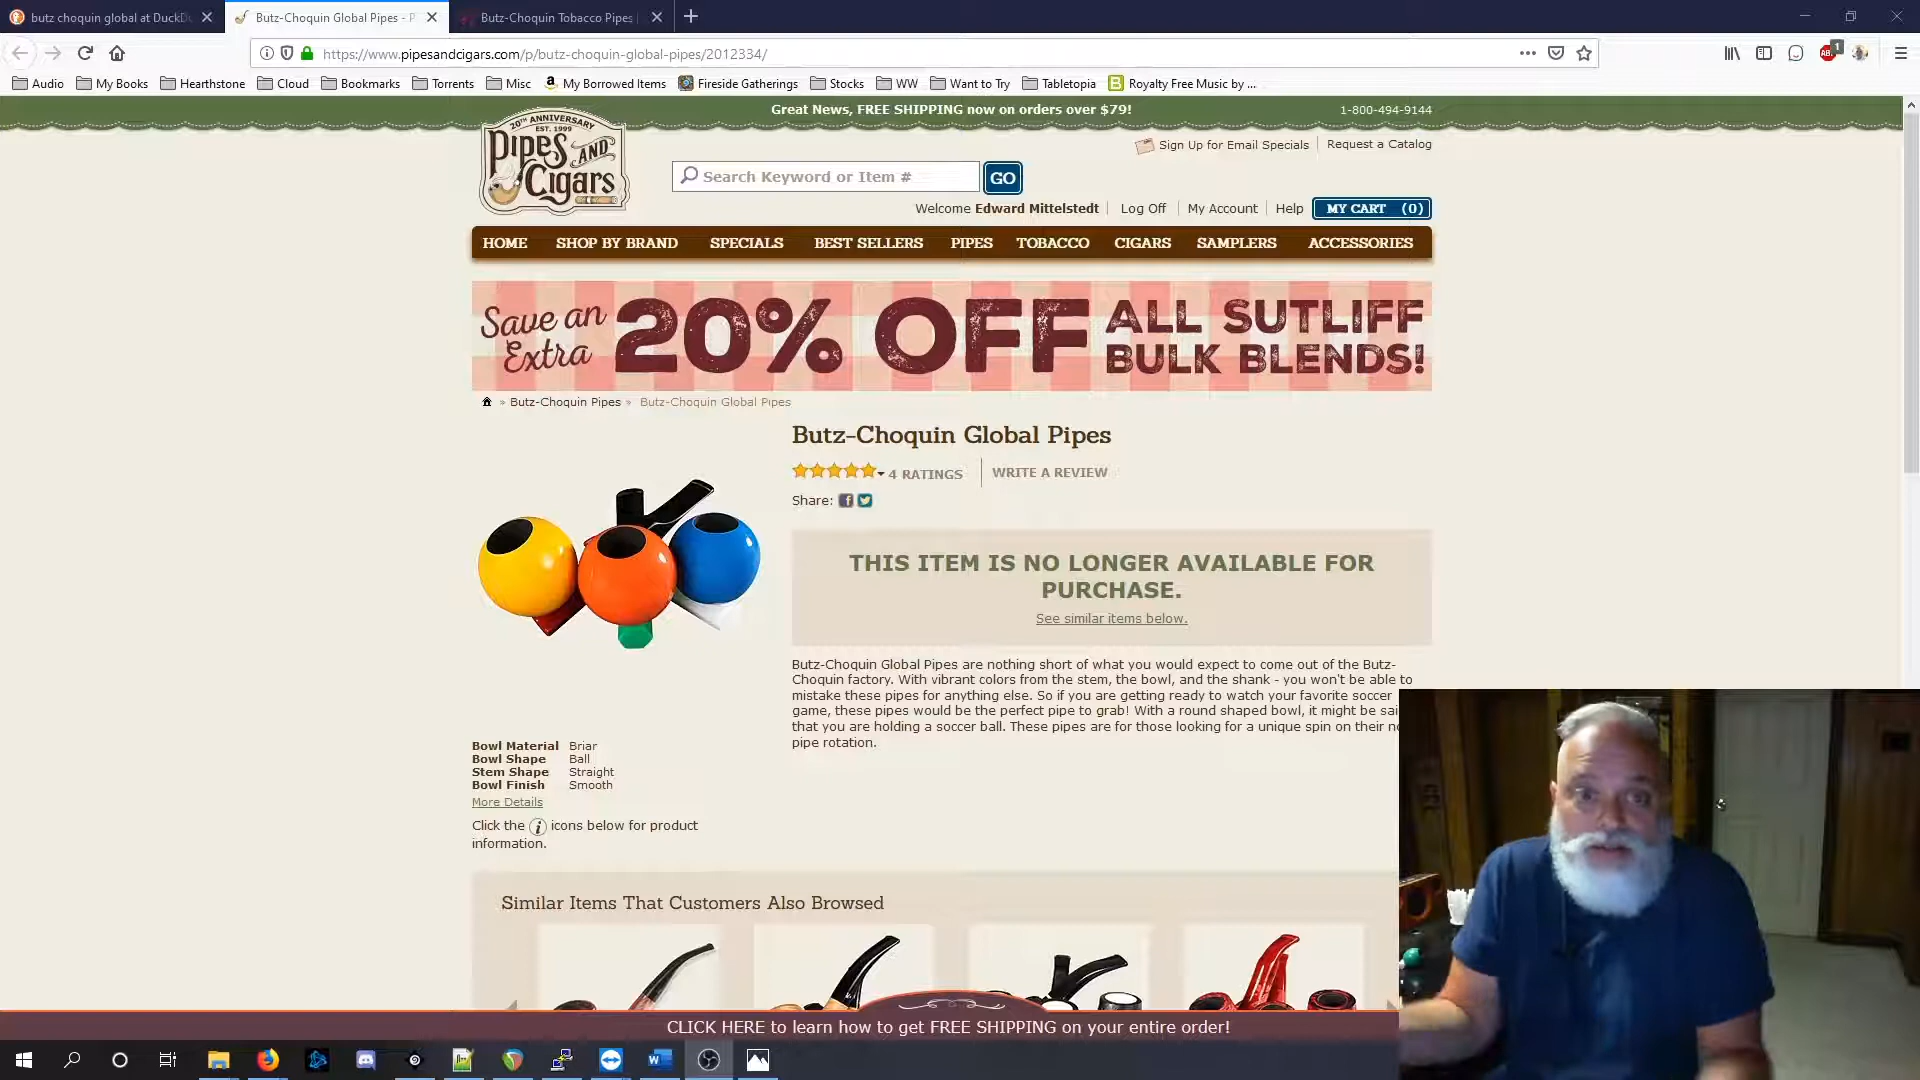 butz choquin global at DuckD
Butz-Choquin Global Pipes - P
Butz-Choquin Tobacco Pipes |
https://www.pipesandcigars.com/p/butz-choquin-global-pipes/2012334/
1
Audio
My Books
Hearthstone
Cloud
Bookmarks
Torrents
Misc
My Borrowed Items
Fireside Gatherings
Stocks
WW
Want to Try
Tabletopia
Royalty Free Music by ...
Great News, FREE SHIPPING now on orders over $79!
1-800-494-9144
20TH ANNIVERSARY
EST. 1999
Pipes AND
Cigars
Sign Up for Email Specials
Request a Catalog
Search Keyword or Item #
GO
Welcome Edward Mittelstedt
Log Off
My Account
Help
MY CART (0)
HOME SHOP BY BRAND SPECIALS BEST SELLERS PIPES TOBACCO CIGARS SAMPLERS ACCESSORIES
Save an
Extra
20% OFF
ALL SUTLIFF
BULK BLENDS!
» Butz-Choquin Pipes » Butz-Choquin Global Pipes
Butz-Choquin Global Pipes
4 RATINGS
WRITE A REVIEW
Share:
THIS ITEM IS NO LONGER AVAILABLE FOR
PURCHASE.
See similar items below.
Butz-Choquin Global Pipes are nothing short of what you would expect to come out of the Butz-
Choquin factory. With vibrant colors from the stem, the bowl, and the shank - you won't be able to
mistake these pipes for anything else. So if you are getting ready to watch your favorite soccer
game, these pipes would be the perfect pipe to grab! With a round shaped bowl, it might be sai
that you are holding a soccer ball. These pipes are for those looking for a unique spin on their ne
pipe rotation.
Bowl Material Briar
Bowl Shape Ball
Stem Shape Straight
Bowl Finish Smooth
More Details
Click the i icons below for product
information.
Similar Items That Customers Also Browsed
CLICK HERE to learn how to get FREE SHIPPING on your entire order!